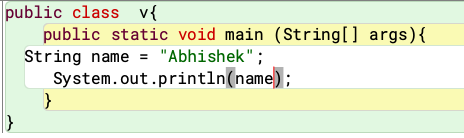 public class  v{
public static void main (String[] args){
String name = "Abhishek";
System.out.println(name);
}
}